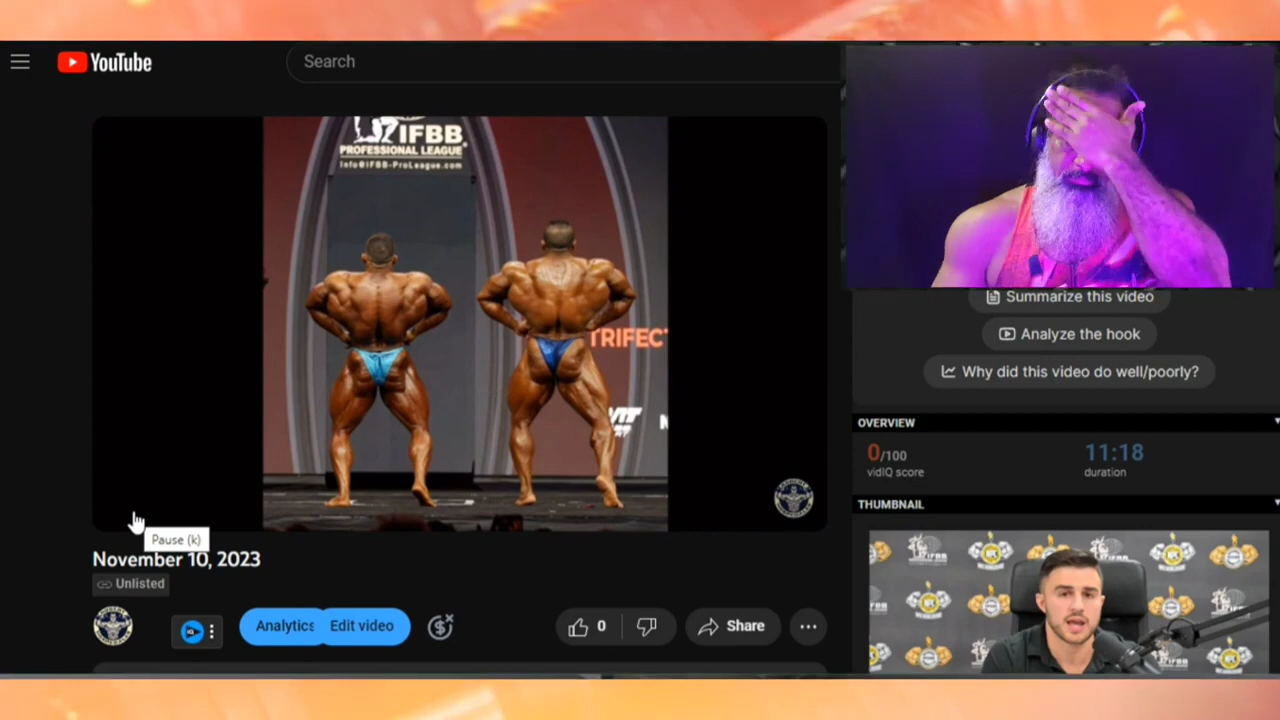 YouTube
Search
IFBB
PROFESSIONAL LEAGUE
Info@IFBB-ProLeague.com
TRIFECT
Pause (k)
November 10, 2023
Unlisted
Analytics
Edit video
0
Share
Summarize this video
Analyze the hook
Why did this video do well/poorly?
OVERVIEW
0/100
vidIQ score
11:18
duration
THUMBNAIL